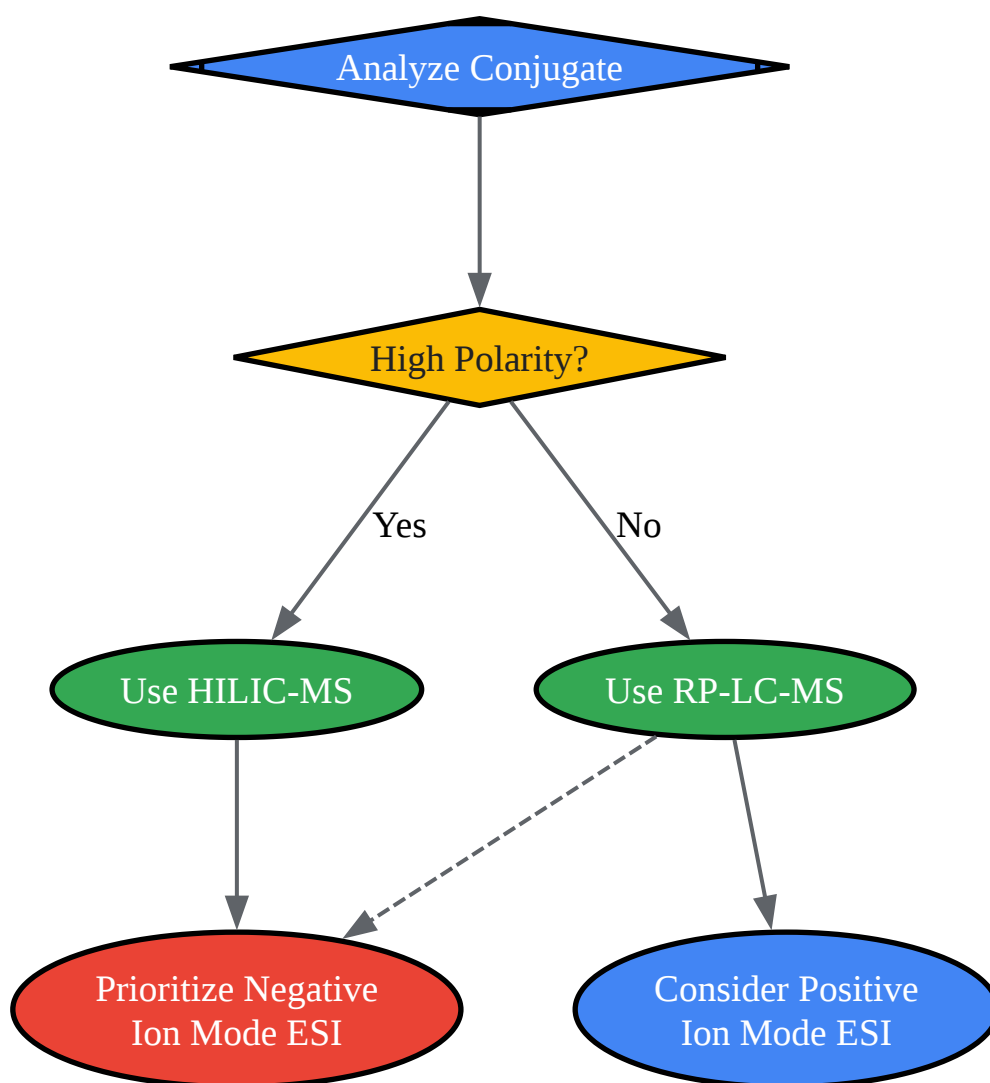 Analyze Conjugate
High Polarity?
Yes
No
Use HILIC-MS
Use RP-LC-MS
Prioritize Negative
Ion Mode ESI
Consider Positive
Ion Mode ESI